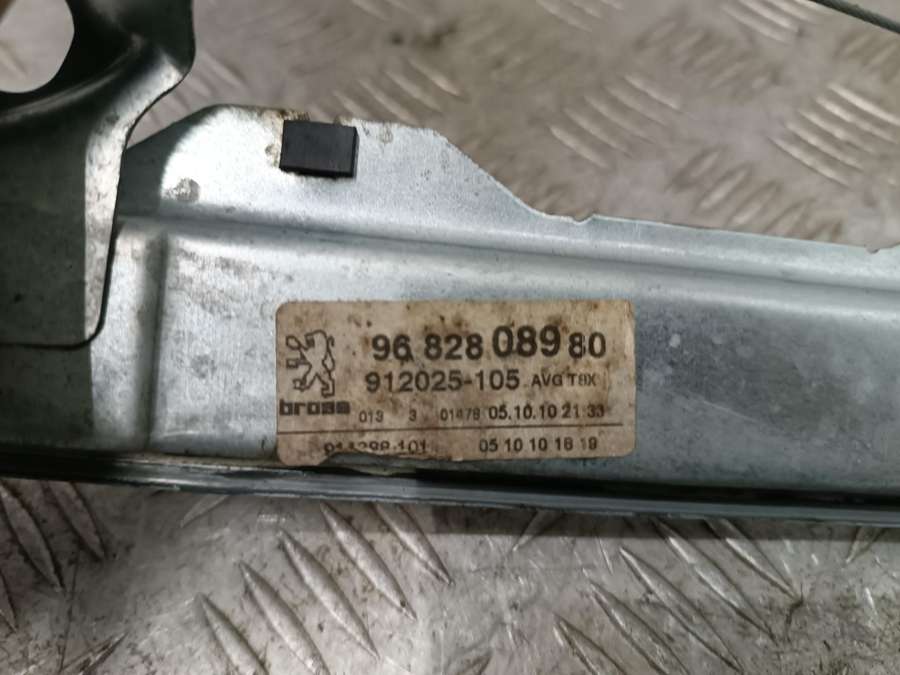 96 828 089 80
912025-105 AVG T8X
brose 013 3 01478 05.10.10 21 33
05 10 10 18 19